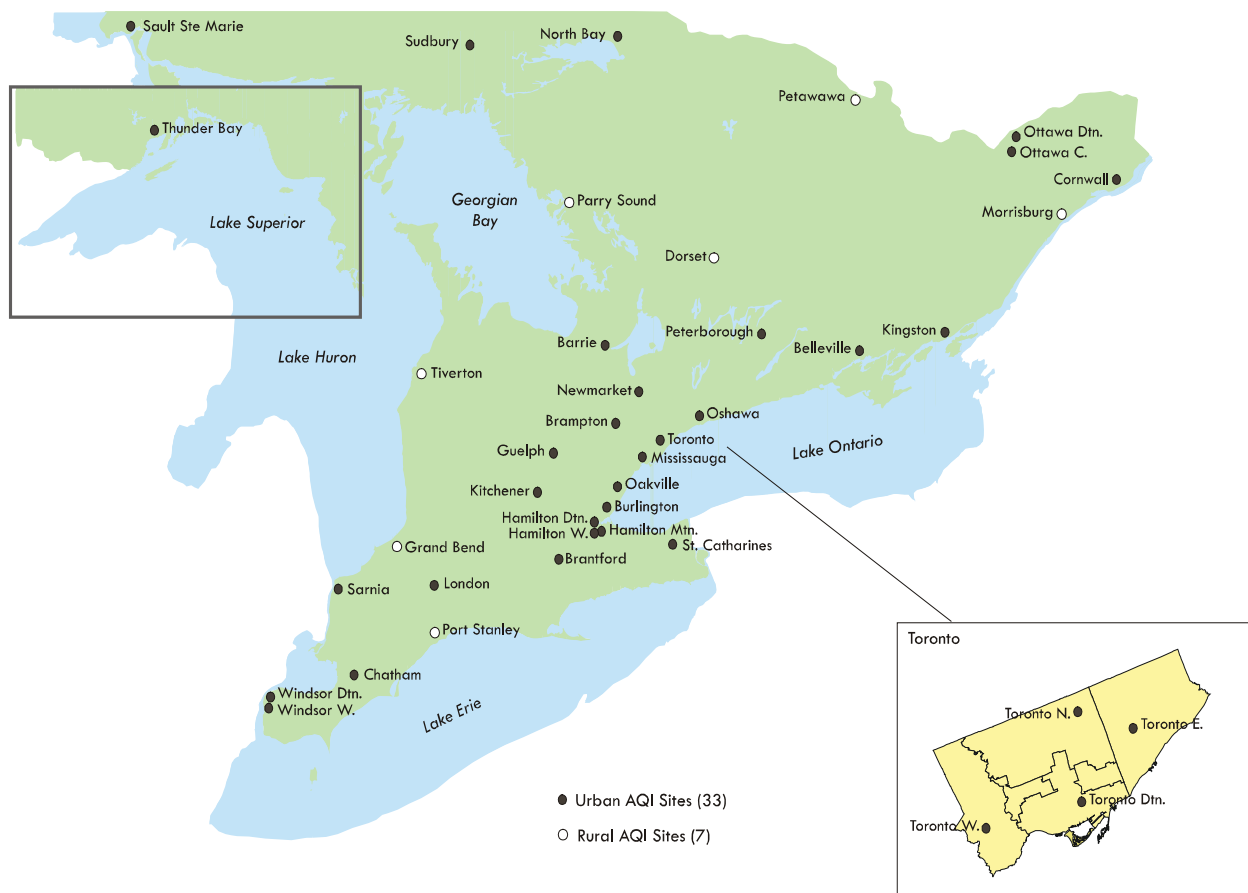 Sault Ste Marie
Sudbury
North Bay
Petawawa
Thunder Bay
Ottawa Dtn.
Ottawa C.
Cornwall
Lake Superior
Georgian
Bay
Parry Sound
Morrisburg
Dorset
Lake Huron
Barrie
Peterborough
Belleville
Kingston
Tiverton
Newmarket
Brampton
Oshawa
Toronto
Lake Ontario
Guelph
Mississauga
Kitchener
Oakville
Burlington
Hamilton Dtn.
Hamilton W.
Hamilton Mtn.
Grand Bend
Brantford
St. Catharines
Sarnia
London
Port Stanley
Chatham
Windsor Dtn.
Windsor W.
Lake Erie
Urban AQI Sites (33)
Rural AQI Sites (7)
Toronto
Toronto N.
Toronto E.
Toronto Dtn.
Toronto W.